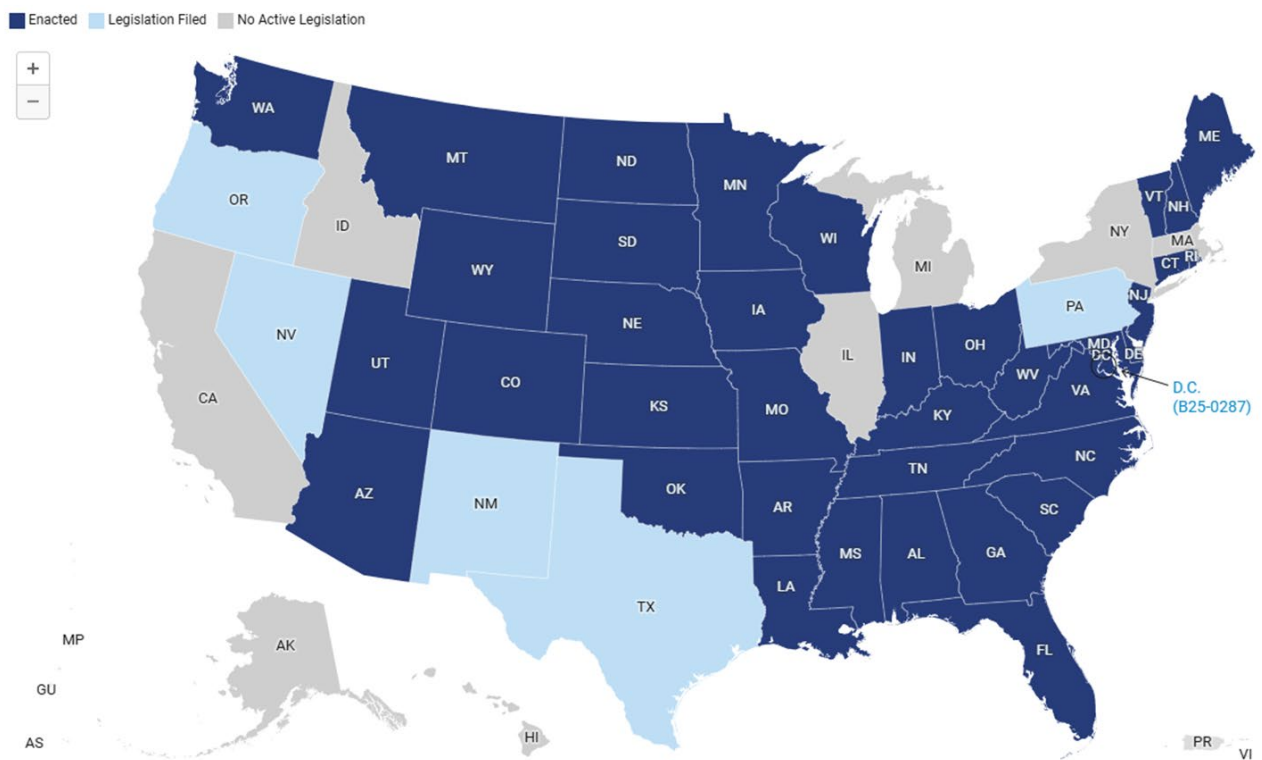 Enacted Legislation Filed No Active Legislation
+
−
WA
MT
ND
MN
ME
OR
ID
SD
WI
VT
NH
NY
MA
WY
MI
CT
RI
NV
NE
IA
PA
NJ
UT
CO
IL
IN
OH
MD
DC
DE
CA
KS
MO
WV
VA
KY
D.C.
(B25-0287)
AZ
NM
OK
AR
TN
NC
SC
MS
AL
GA
TX
LA
FL
MP
AK
GU
AS
HI
PR
VI